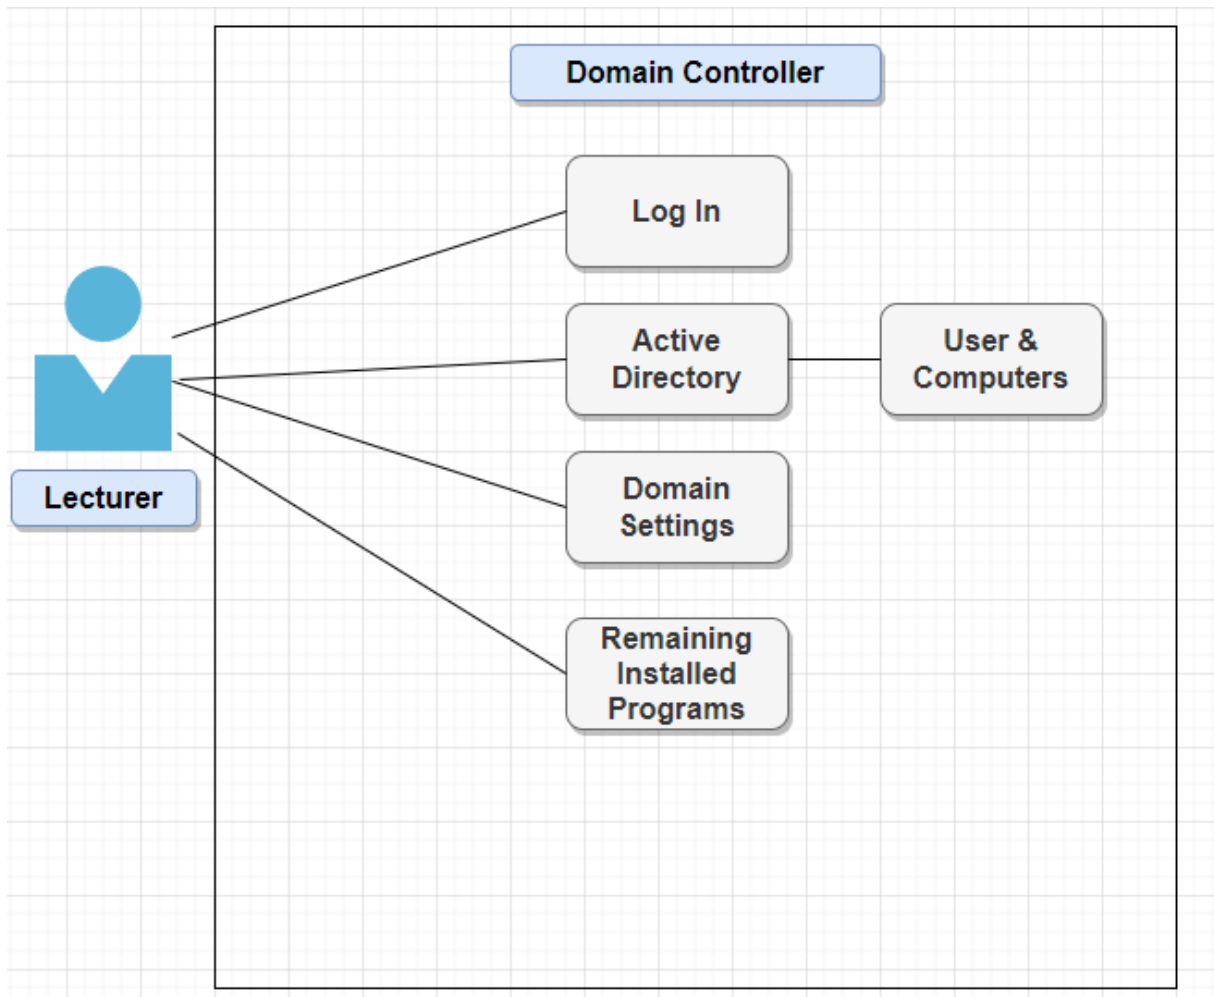 Domain Controller
Log In
Active
Directory
User &
Computers
Lecturer
Domain
Settings
Remaining
Installed
Programs